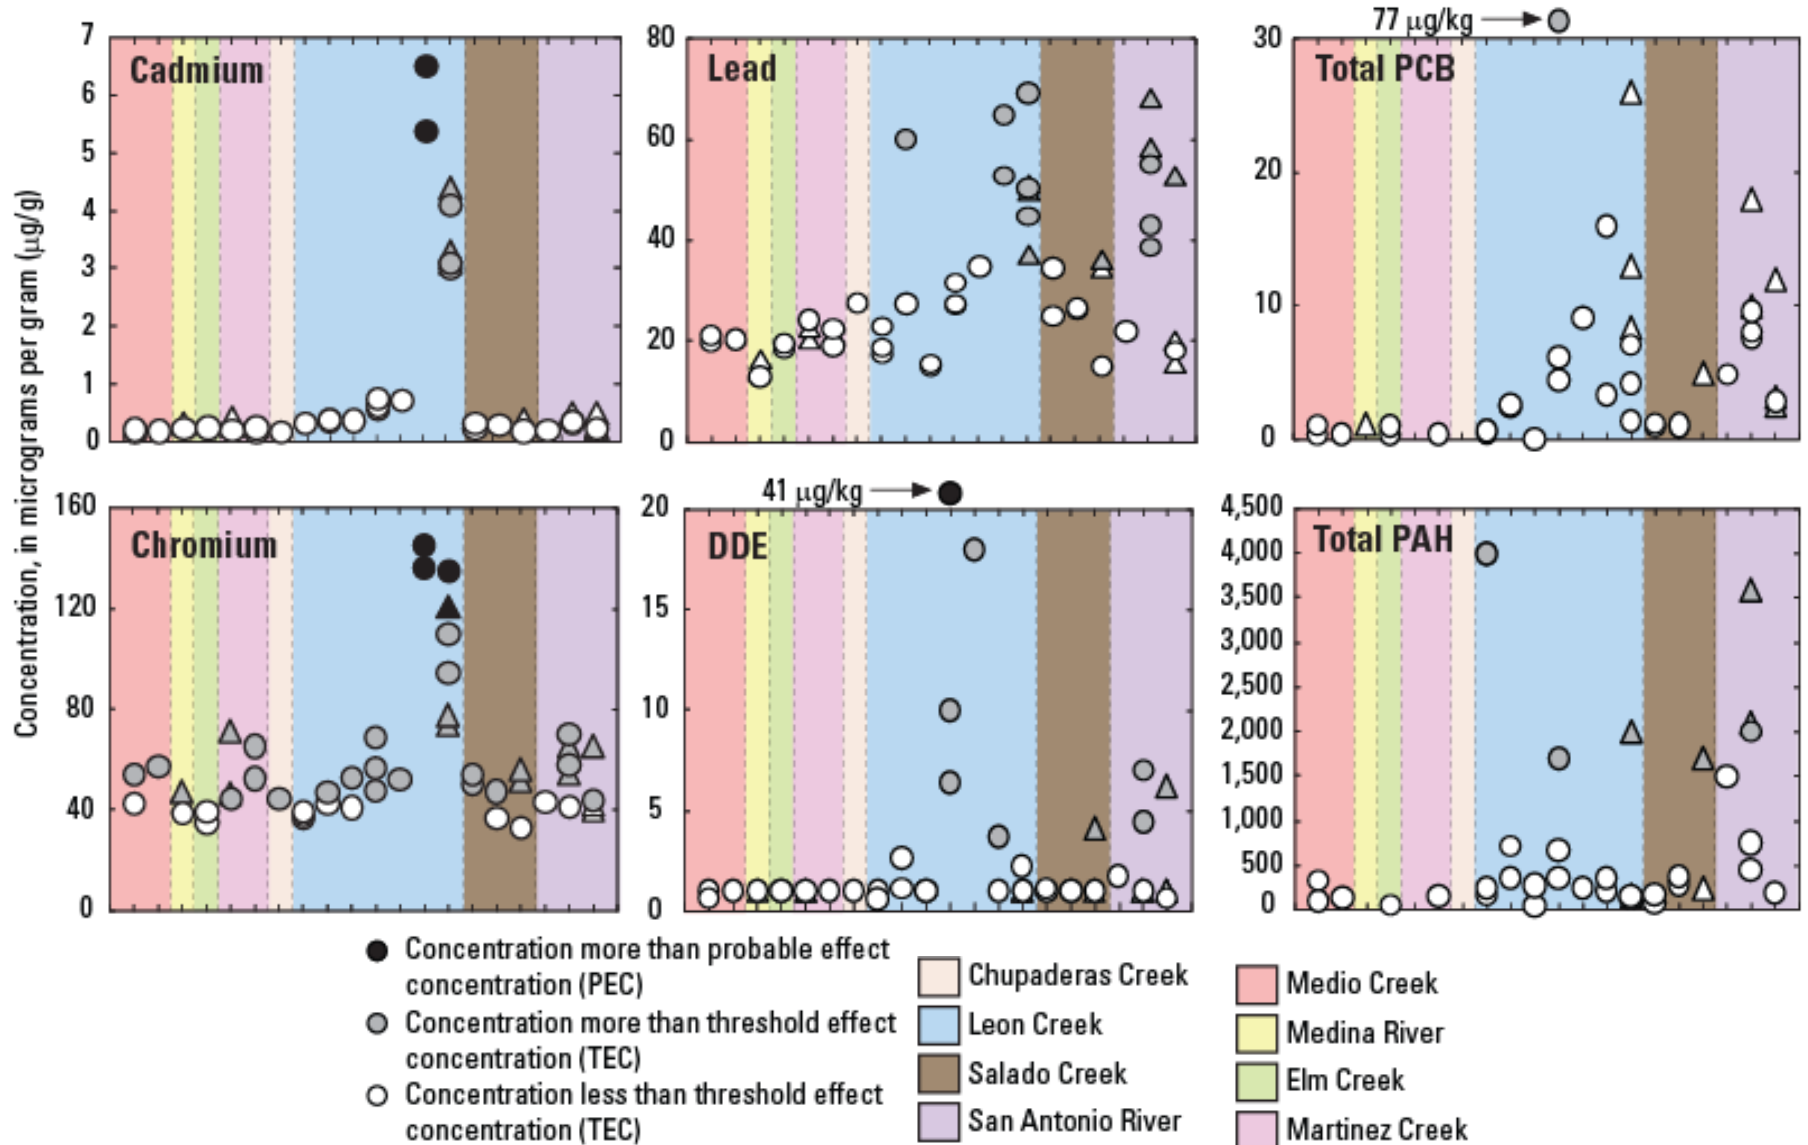 77 µg/kg
Cadmium
7
6
5
4
3
2
1
0
Lead
80
60
40
20
0
Total PCB
30
20
10
0
Concentration, in micrograms per gram (µg/g)
Chromium
160
120
80
40
0
41 µg/kg
DDE
20
15
10
5
0
Total PAH
4,500
4,000
3,500
3,000
2,500
2,000
1,500
1,000
500
0
Concentration more than probable effect
concentration (PEC)
Concentration more than threshold effect
concentration (TEC)
Concentration less than threshold effect
concentration (TEC)
Chupaderas Creek
Leon Creek
Salado Creek
San Antonio River
Medio Creek
Medina River
Elm Creek
Martinez Creek